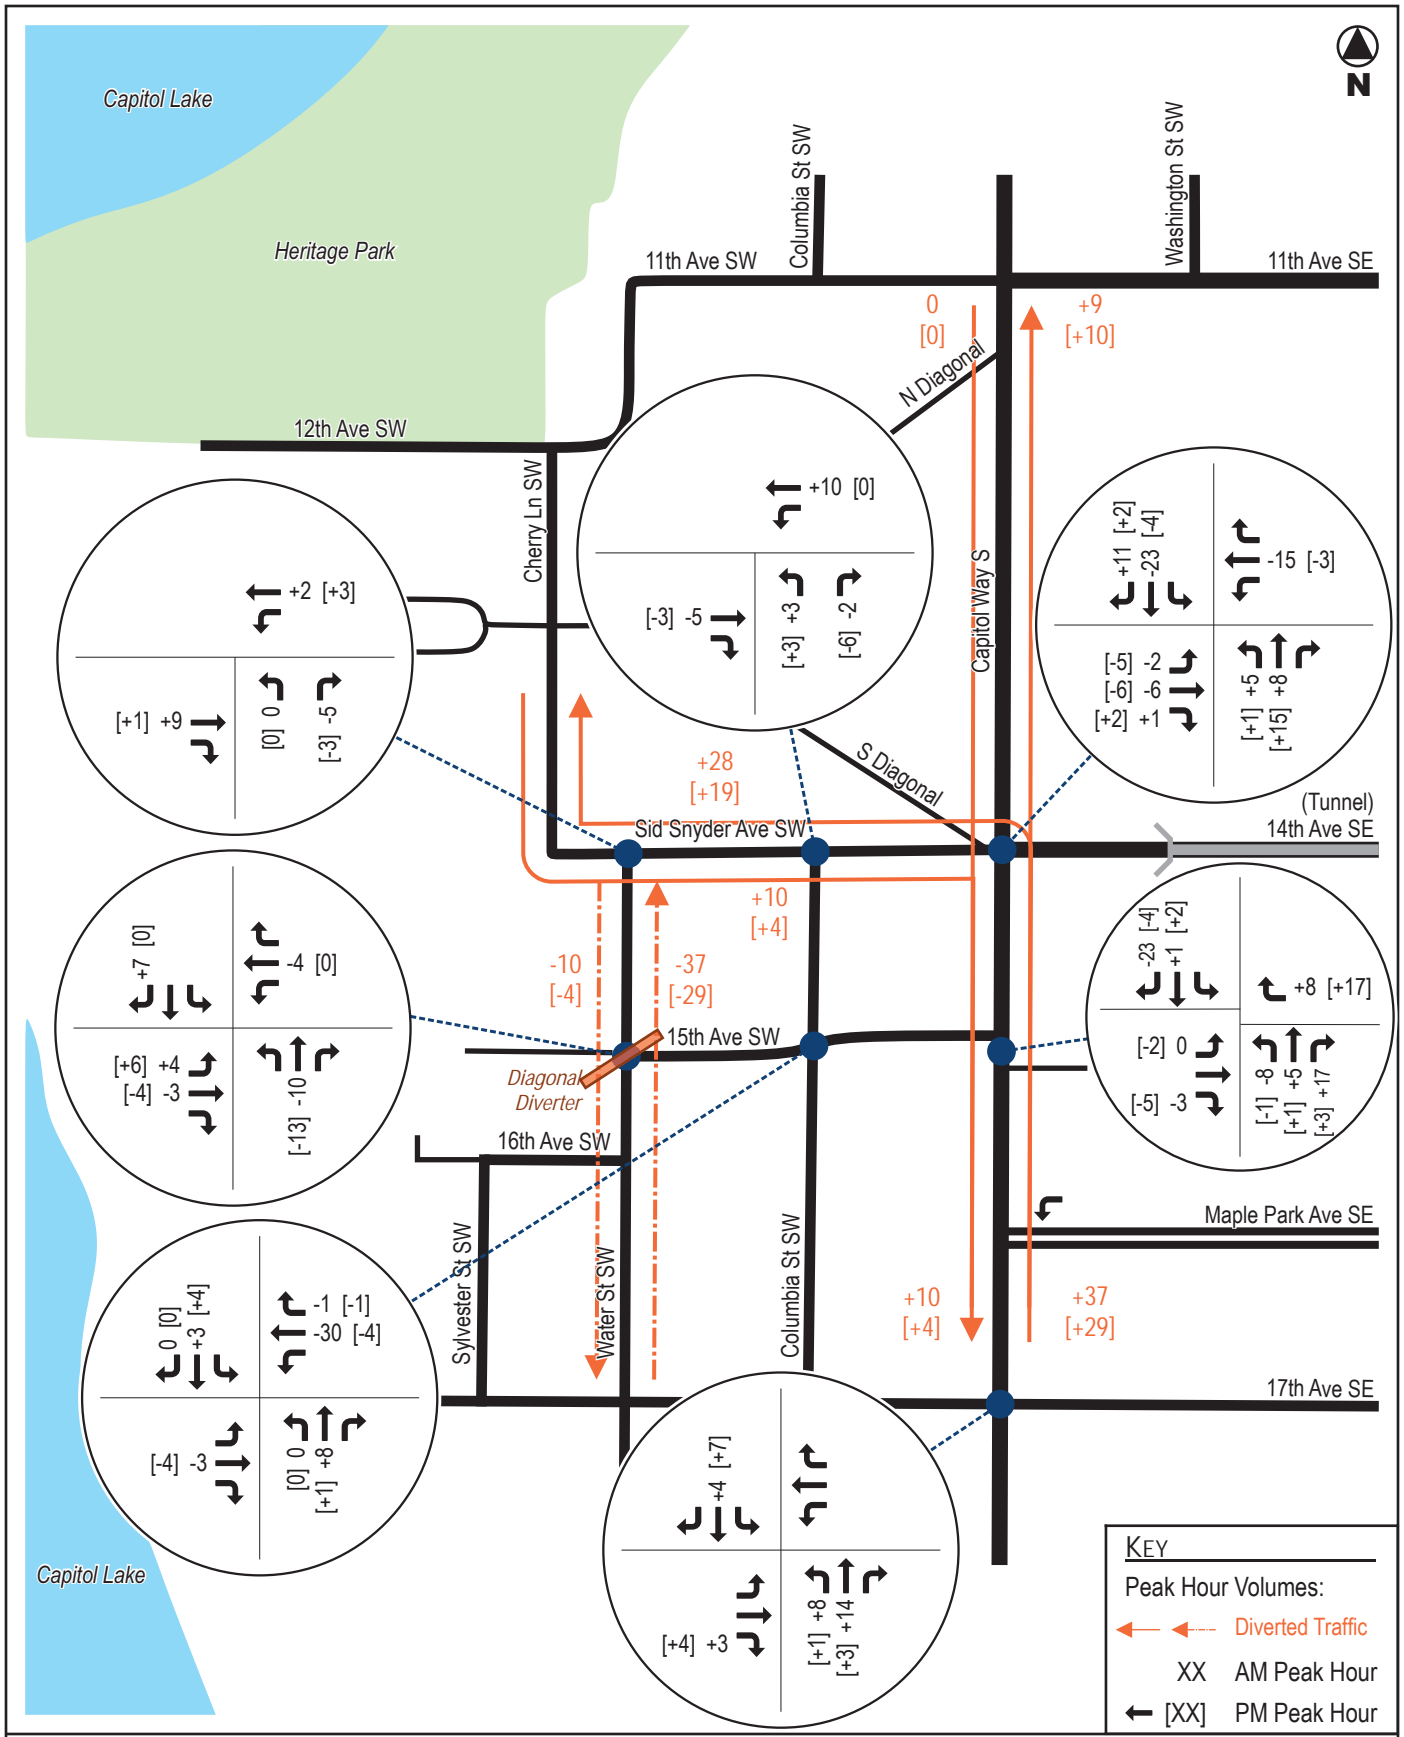 N
Capitol Lake
Heritage Park
Columbia St SW
Washington St SW
11th Ave SW
11th Ave SE
0
[0]
+9
[+10]
N Diagonal
12th Ave SW
Cherry Ln SW
Capitol Way S
+10 [0]
[-3] -5
[+3] +3
[-6] -2
+11 [+2]
-23 [-4]
-15 [-3]
[-5] -2
[-6] -6
[+2] +1
[+1] +5
[+15] +8
+2 [+3]
[+1] +9
[0] 0
[-3] -5
S Diagonal
+28
[+19]
(Tunnel)
14th Ave SE
Sid Snyder Ave SW
+10
[+4]
-10
[-4]
-37
[-29]
+7 [0]
-4 [0]
[+6] +4
[-4] -3
[-13] -10
-23 [-4]
+1 [+2]
+8 [+17]
[-2] 0
[-5] -3
[-1] -8
[+1] +5
[+3] +17
15th Ave SW
Diagonal
Diverter
16th Ave SW
Sylvester St SW
Water St SW
Columbia St SW
Maple Park Ave SE
+10
[+4]
+37
[+29]
0 [0]
+3 [+4]
-1 [-1]
-30 [-4]
[-4] -3
[0] 0
[+1] +8
17th Ave SE
+4 [+7]
[+4] +3
[+1] +8
[+3] +14
Capitol Lake
KEY
Peak Hour Volumes:
Diverted Traffic
XX AM Peak Hour
[XX] PM Peak Hour